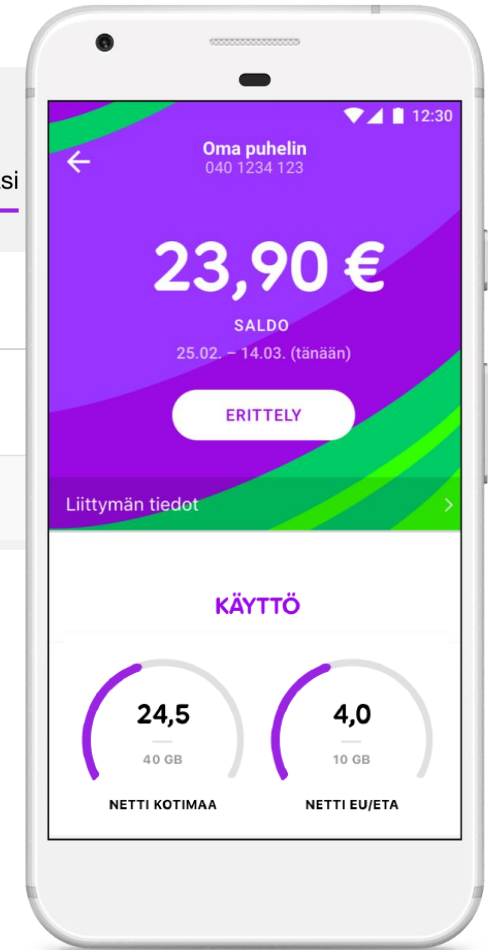 si
12:30
Oma puhelin
040 1234 123
23,90 €
SALDO
25.02. – 14.03. (tänään)
ERITTELY
Liittymän tiedot
KÄYTTÖ
24,5
40 GB
NETTI KOTIMAA
4,0
10 GB
NETTI EU/ETA